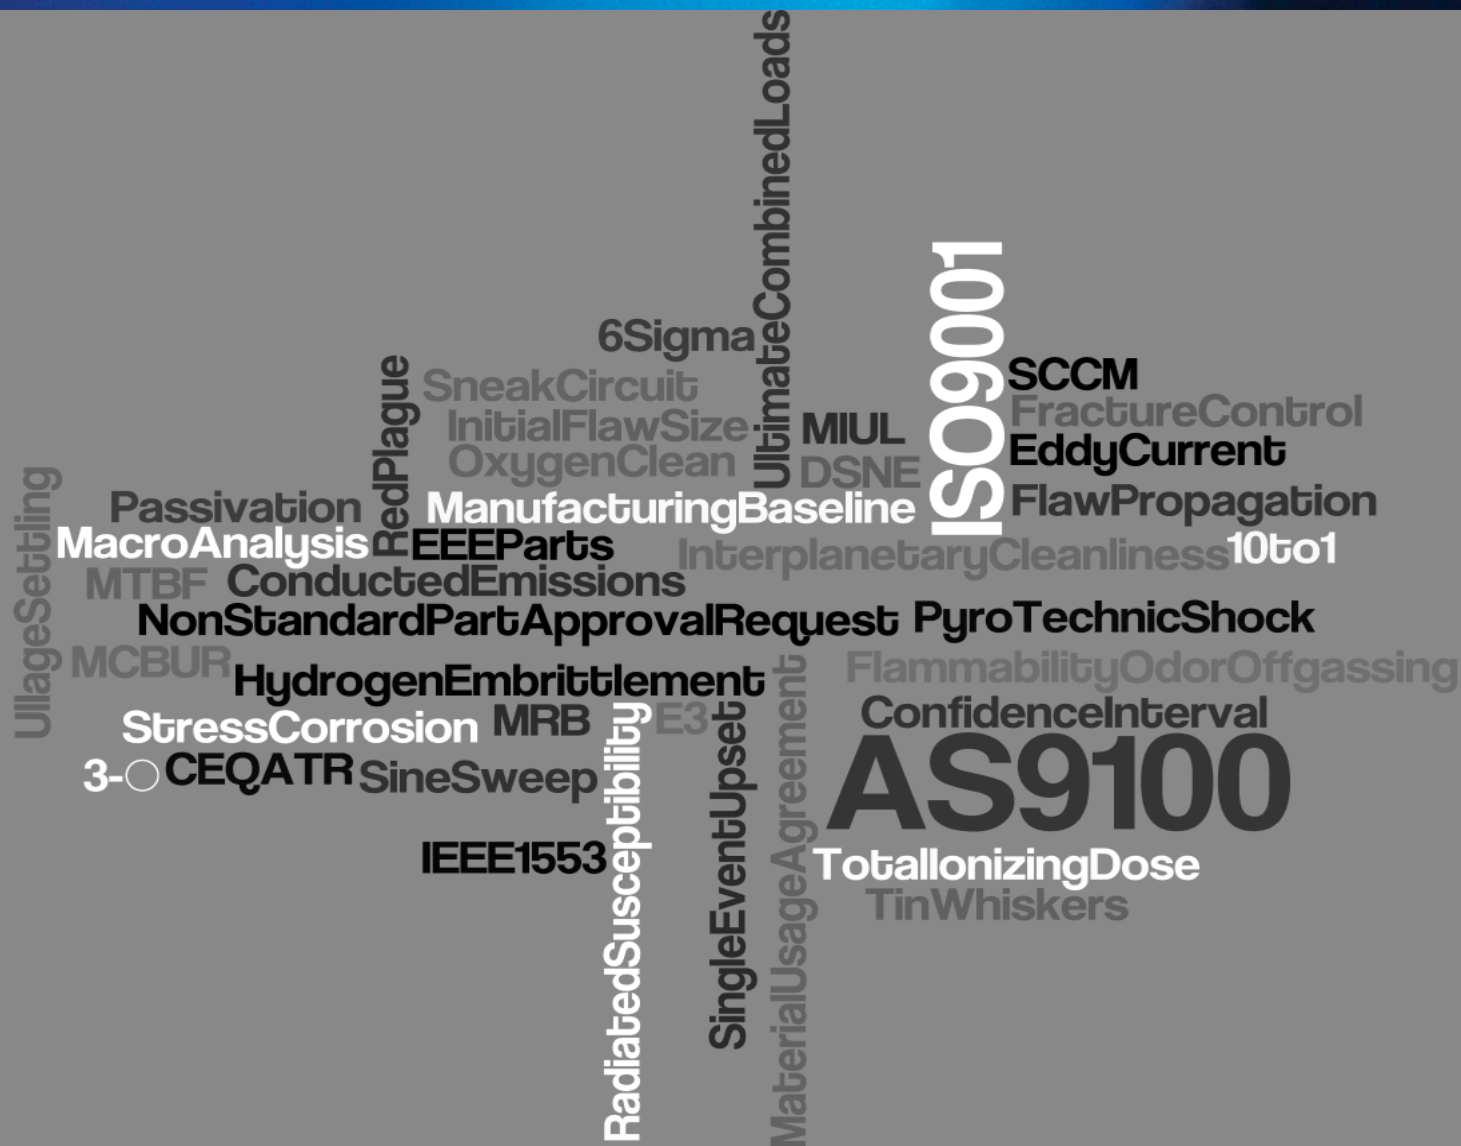 UltimateCombinedLoads
ISO9001
6Sigma
RedPlague
SneakCircuit
SCCM
FractureControl
InitialFlawSize
MIUL
EddyCurrent
OxygenClean
DSNE
UllageSettling
Passivation
ManufacturingBaseline
FlawPropagation
MacroAnalysis
EEEParts
InterplanetaryCleanliness
10to1
MTBF
ConductedEmissions
NonStandardPartApprovalRequest
PyroTechnicShock
MCBUR
HydrogenEmbrittlement
FlammabilityOdorOffgassing
MaterialUsageAgreement
StressCorrosion
MRB
RadiatedSusceptibility
E3
SingleEventUpset
ConfidenceInterval
3-○
CEQATR
SineSweep
AS9100
IEEE1553
TotalIonizingDose
TinWhiskers